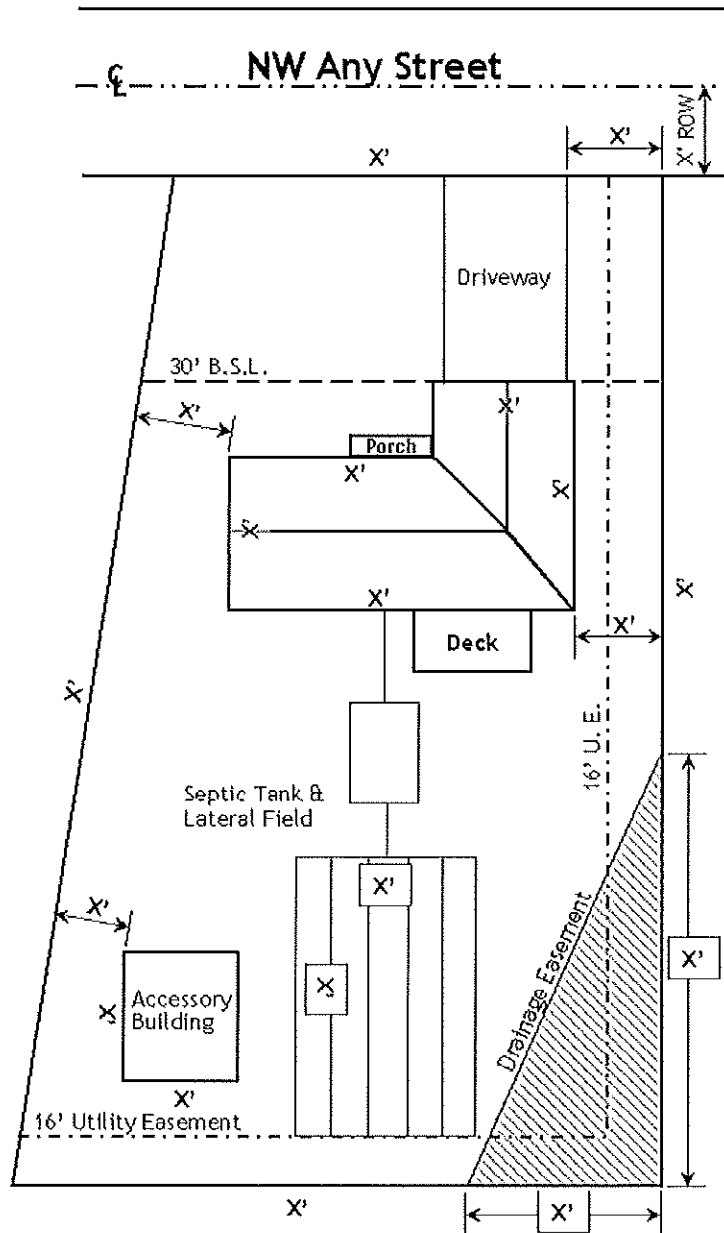 NW Any Street
℄
X' ROW
X'
X'
Driveway
30' B.S.L.
X'
X'
Porch
X'
X'
X'
X'
X'
Deck
X'
X'
X'
16' U. E.
Septic Tank &
Lateral Field
X'
X'
X'
X'
Drainage Easement
Accessory
Building
X'
X'
16' Utility Easement
X'
X'